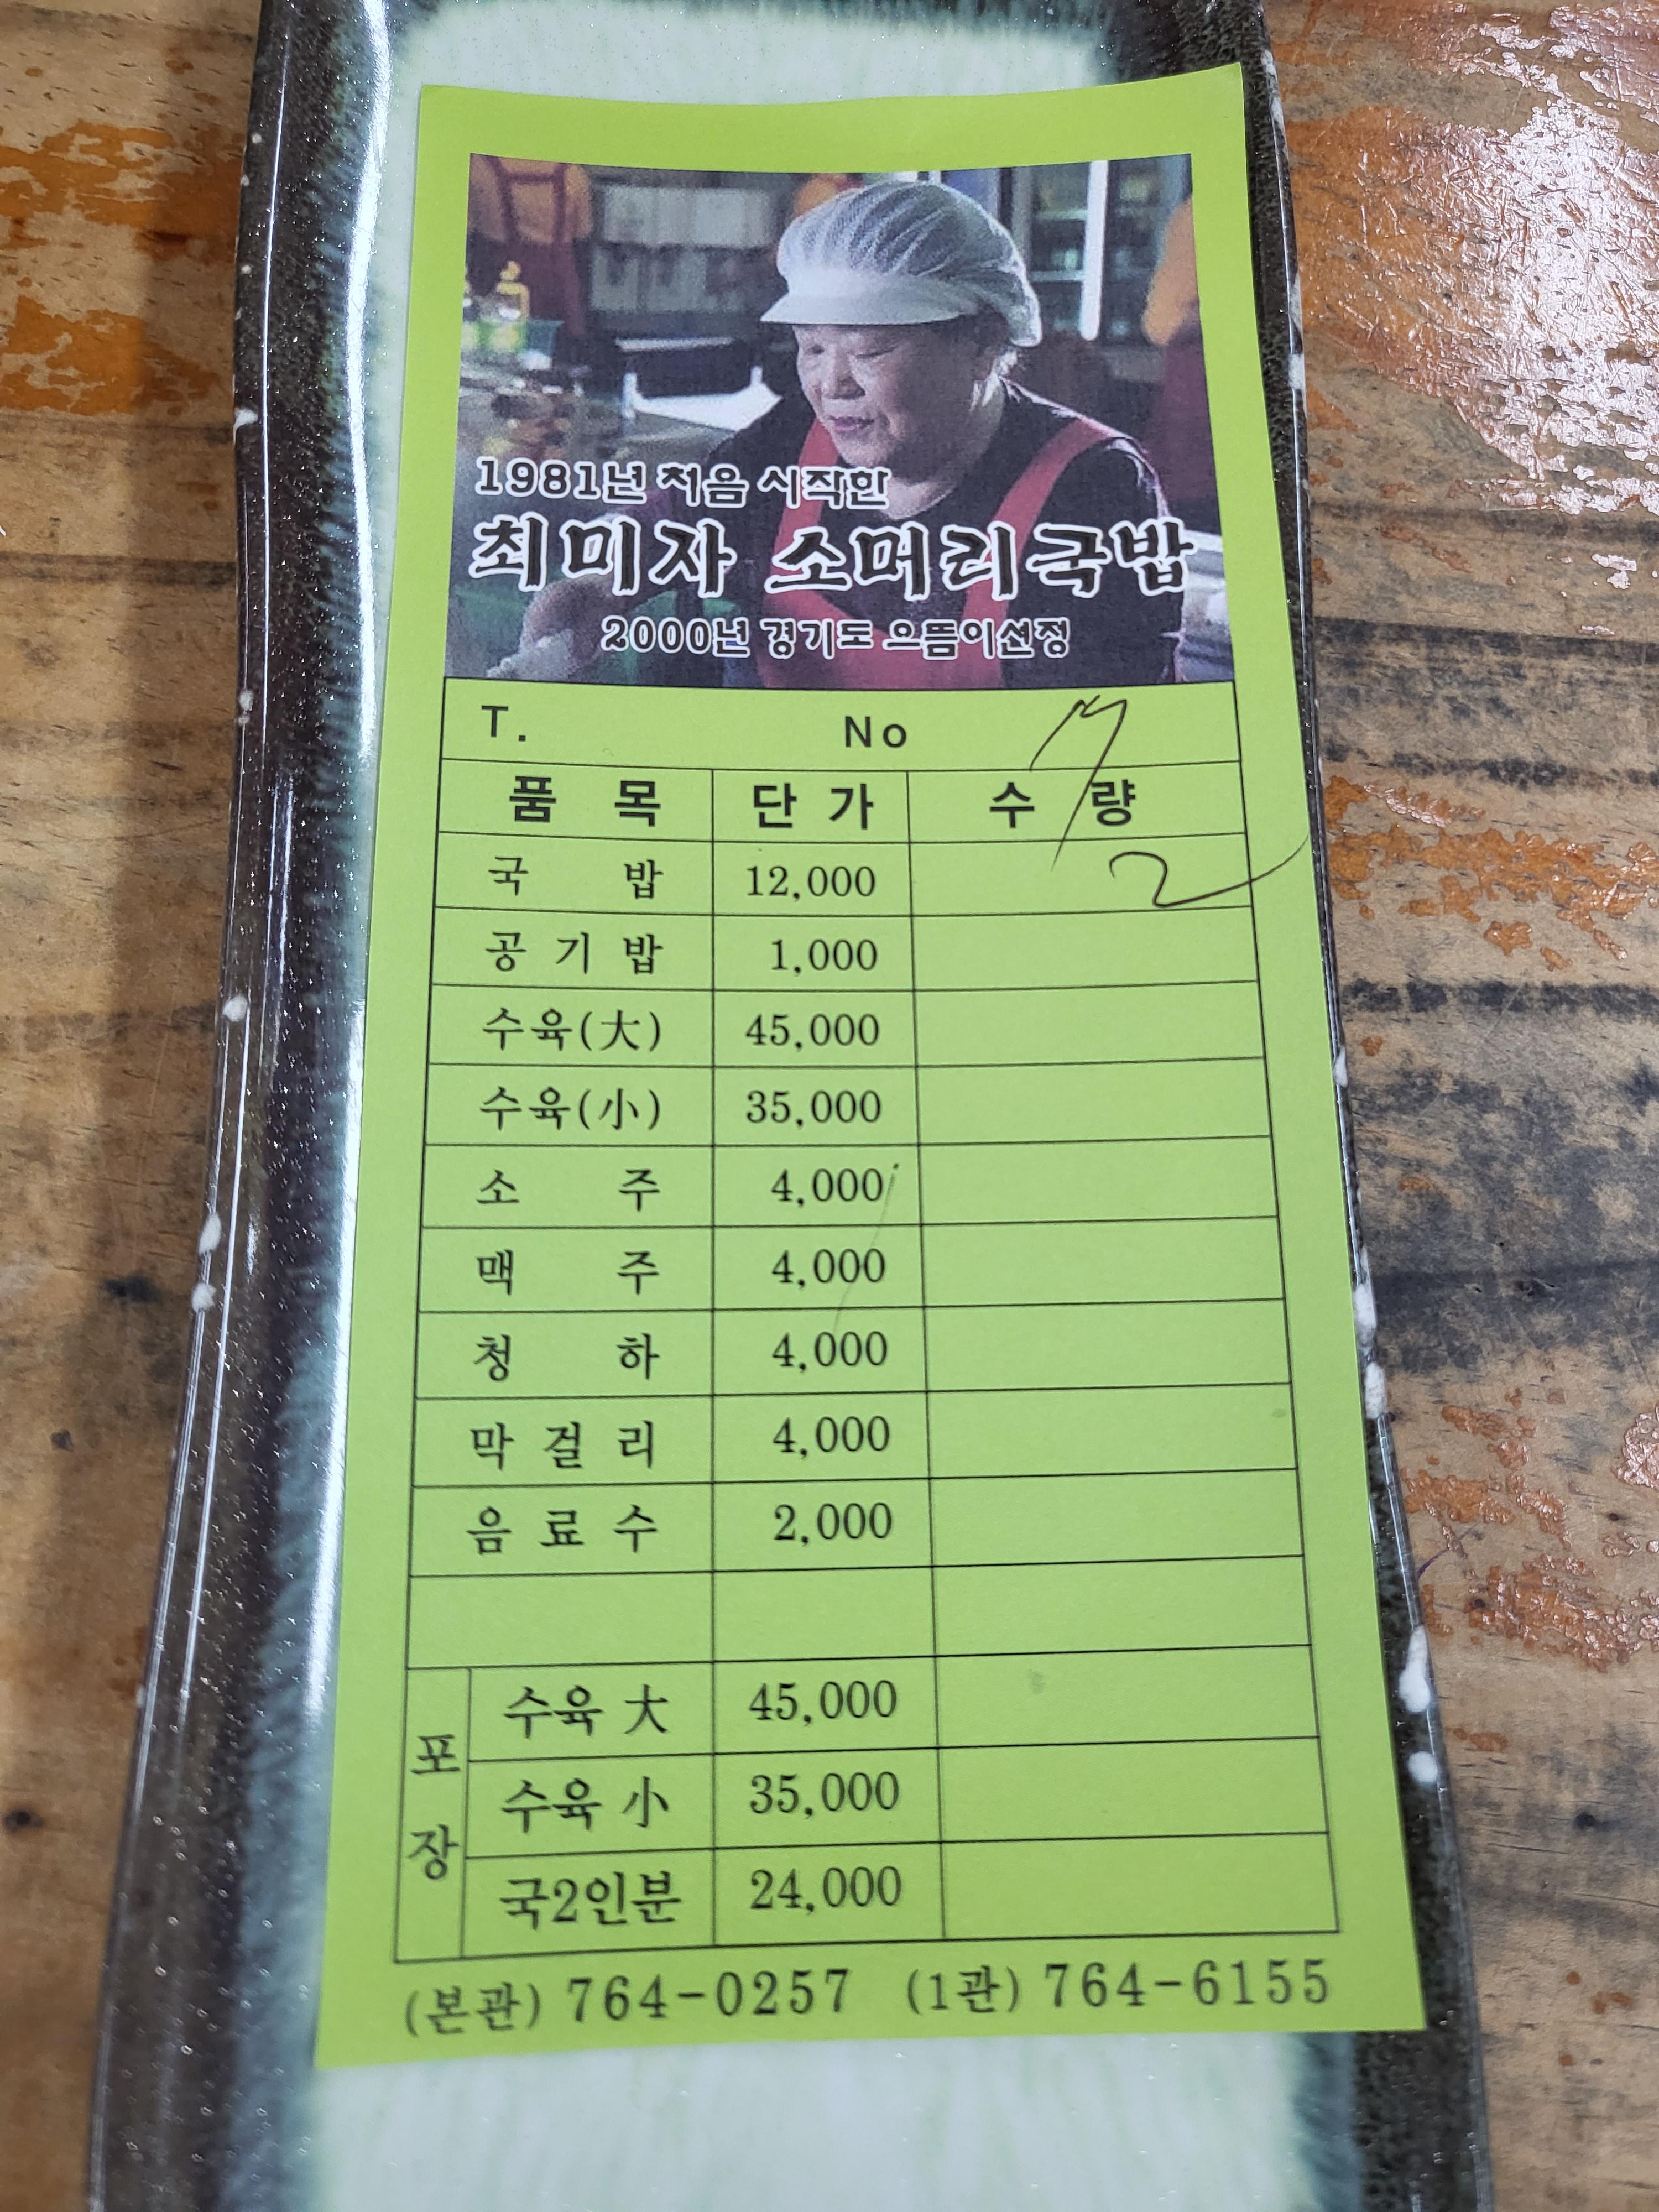 1981년 처음 시작한
최미자 소머리국밥
2000년 경기도 으뜸이선정
T. No
품 목 단 가 수 량
국 밥 12,000 2
공 기 밥 1,000
수육(大) 45,000
수육(小) 35,000
소 주 4,000
맥 주 4,000
청 하 4,000
막 걸 리 4,000
음 료 수 2,000
포장
수육 大 45,000
수육 小 35,000
국2인분 24,000
(본관) 764-0257 (1관) 764-6155